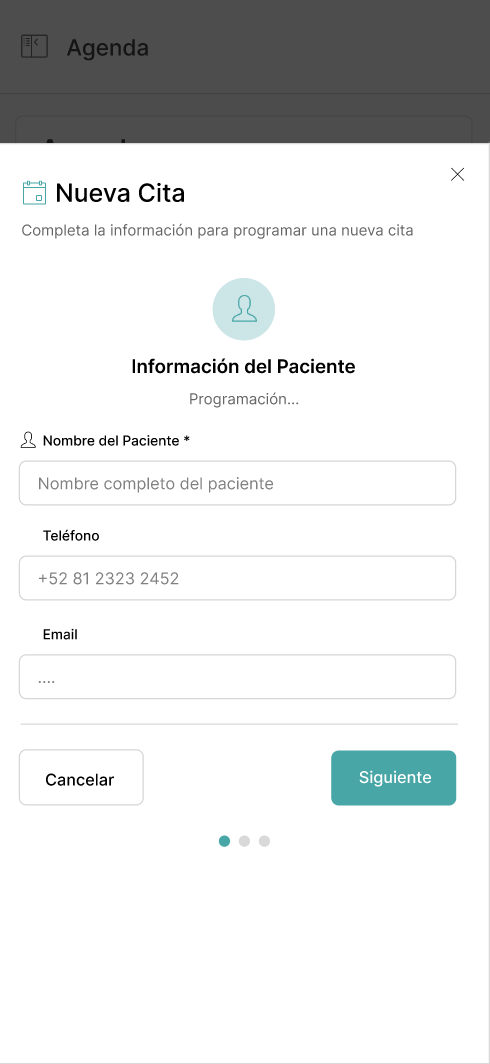 Agenda
Nueva Cita
Completa la información para programar una nueva cita
Información del Paciente
Programación...
Nombre del Paciente *
Nombre completo del paciente
Teléfono
+52 81 2323 2452
Email
....
Cancelar
Siguiente